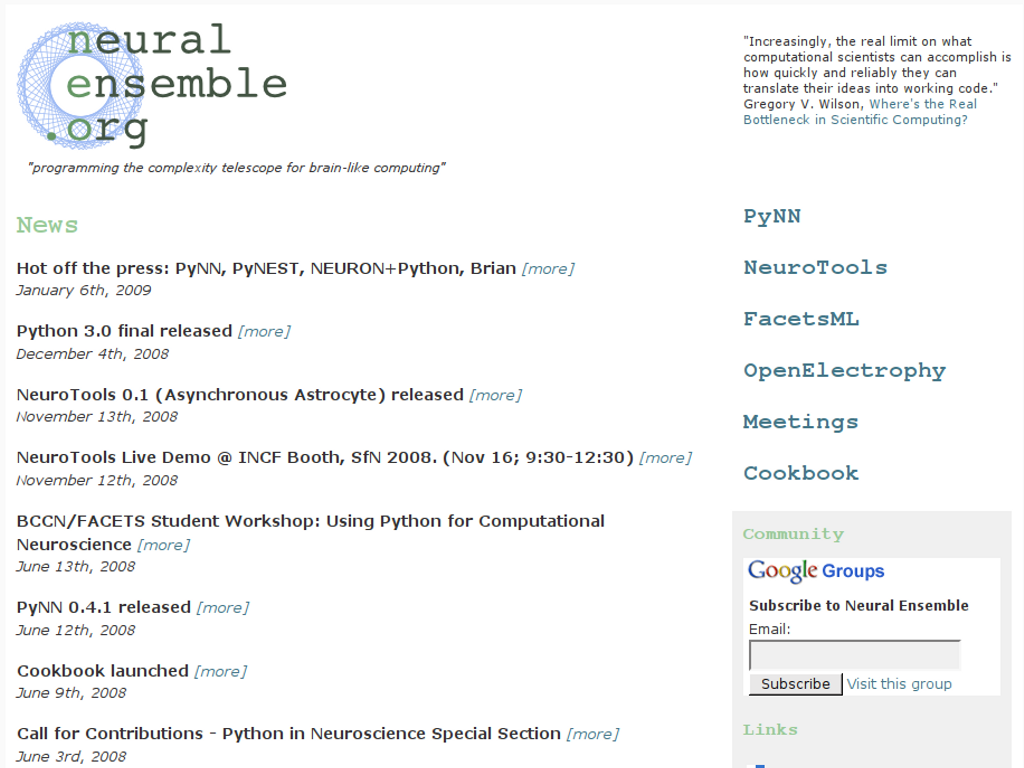 neural
ensemble
.org
"programming the complexity telescope for brain-like computing"
"Increasingly, the real limit on what
computational scientists can accomplish is
how quickly and reliably they can
translate their ideas into working code."
Gregory V. Wilson, Where's the Real
Bottleneck in Scientific Computing?
News
Hot off the press: PyNN, PyNEST, NEURON+Python, Brian [more]
January 6th, 2009
Python 3.0 final released [more]
December 4th, 2008
NeuroTools 0.1 (Asynchronous Astrocyte) released [more]
November 13th, 2008
NeuroTools Live Demo @ INCF Booth, SfN 2008. (Nov 16; 9:30-12:30) [more]
November 12th, 2008
BCCN/FACETS Student Workshop: Using Python for Computational
Neuroscience [more]
June 13th, 2008
PyNN 0.4.1 released [more]
June 12th, 2008
Cookbook launched [more]
June 9th, 2008
Call for Contributions - Python in Neuroscience Special Section [more]
June 3rd, 2008
PyNN
NeuroTools
FacetsML
OpenElectrophy
Meetings
Cookbook
Community
Google Groups
Subscribe to Neural Ensemble
Email:
Subscribe Visit this group
Links